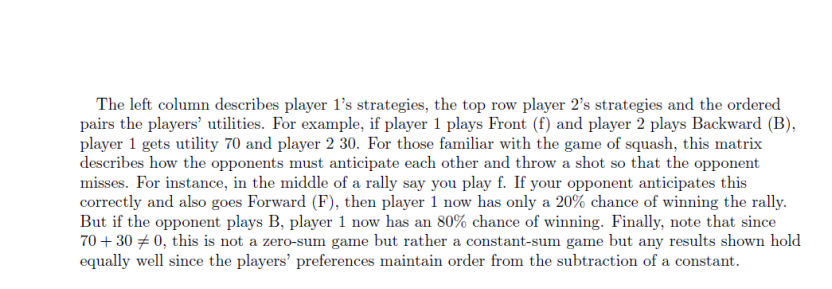 The left column describes player 1's strategies, the top row player 2's strategies and the ordered
pairs the players' utilities. For example, if player 1 plays Front (f) and player 2 plays Backward (B),
player 1 gets utility 70 and player 2 30. For those familiar with the game of squash, this matrix
describes how the opponents must anticipate each other and throw a shot so that the opponent
misses. For instance, in the middle of a rally say you play f. If your opponent anticipates this
correctly and also goes Forward (F), then player 1 now has only a 20% chance of winning the rally.
But if the opponent plays B, player 1 now has an 80% chance of winning. Finally, note that since
70 + 30 ≠ 0, this is not a zero-sum game but rather a constant-sum game but any results shown hold
equally well since the players' preferences maintain order from the subtraction of a constant.